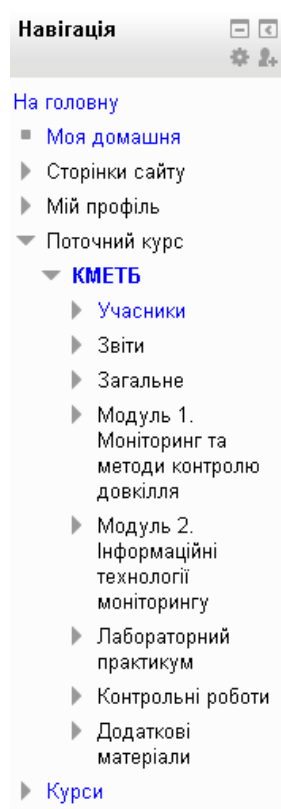 Навігація
На головну
Моя домашня
Сторінки сайту
Мій профіль
Поточний курс
КМЕТБ
Учасники
Звіти
Загальне
Модуль 1.
Моніторинг та
методи контролю
довкілля
Модуль 2.
Інформаційні
технології
моніторингу
Лабораторний
практикум
Контрольні роботи
Додаткові
матеріали
Курси